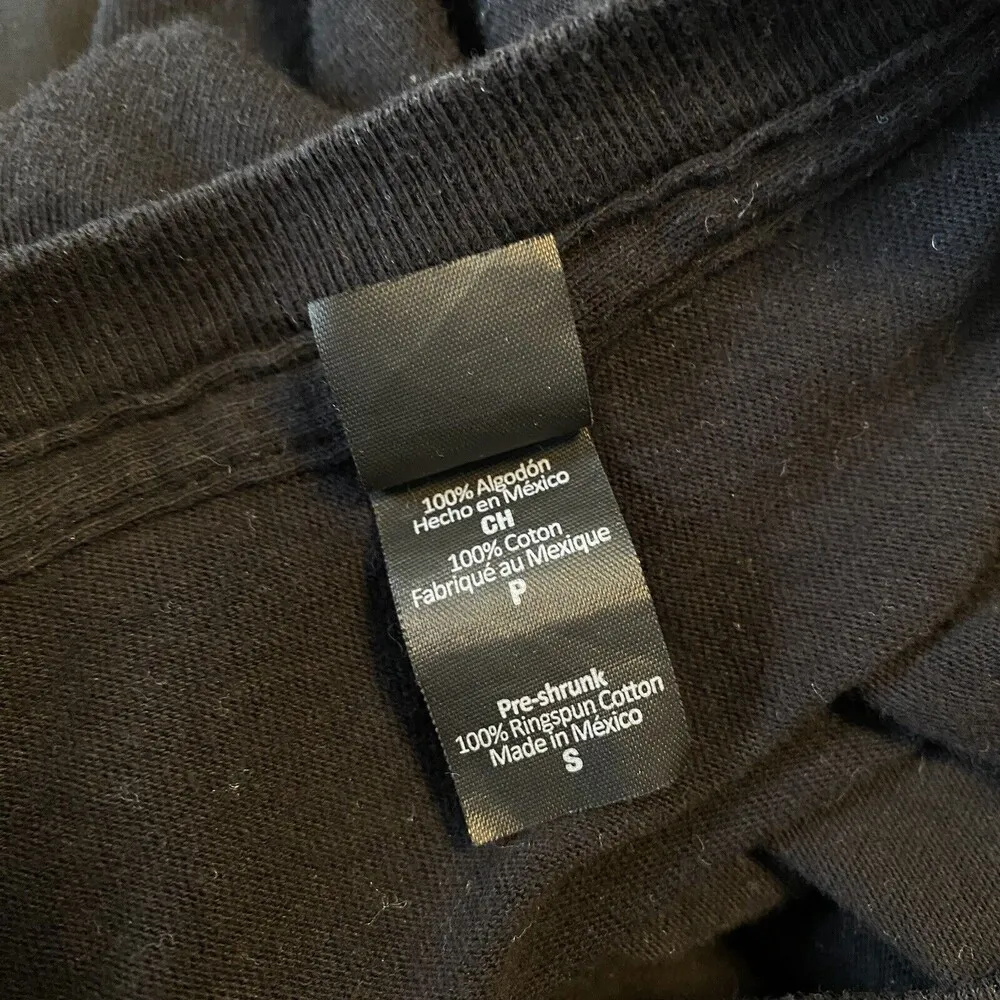 100% Algodón
Hecho en México
CH
100% Coton
Fabriqué au Mexique
P
Pre-shrunk
100% Ringspun Cotton
Made in México
S